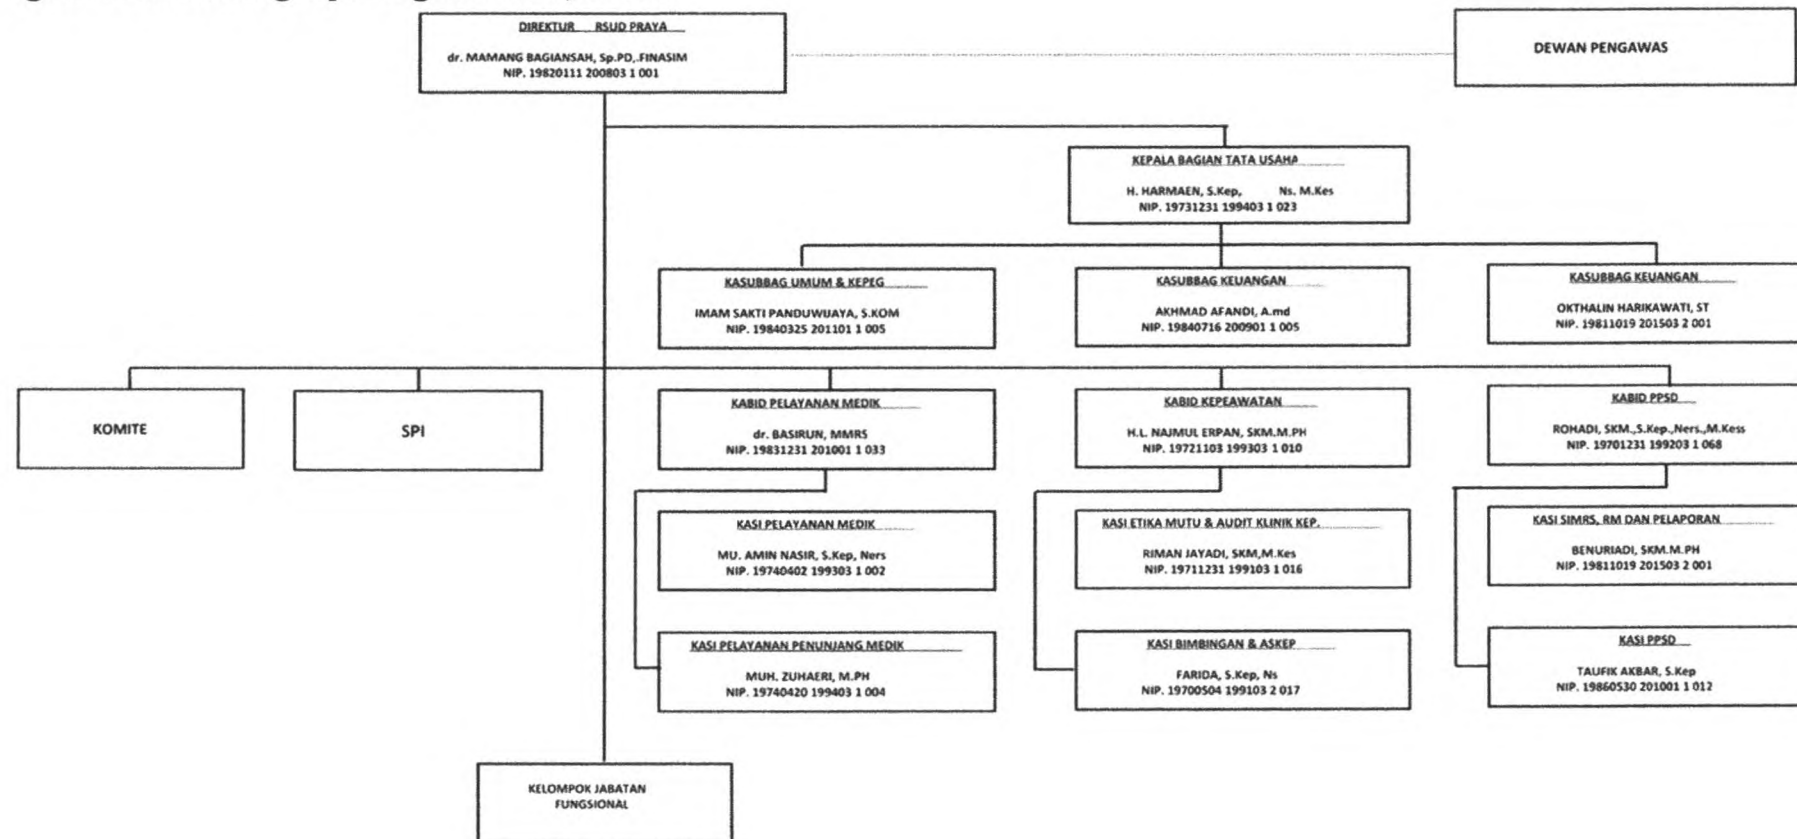 DIREKTUR RSUD PRAYA
dr. MAMANG BAGIANSAH, Sp.PD,.FINASIM
NIP. 19820111 200803 1 001
DEWAN PENGAWAS
KEPALA BAGIAN TATA USAHA
H. HARMAEN, S.Kep, Ns. M.Kes
NIP. 19731231 199403 1 023
KASUBBAG UMUM & KEPEG
IMAM SAKTI PANDUWIJAYA, S.KOM
NIP. 19840325 201101 1 005
KASUBBAG KEUANGAN
AKHMAD AFANDI, A.md
NIP. 19840716 200901 1 005
KASUBBAG KEUANGAN
OKTHALIN HARIKAWATI, ST
NIP. 19811019 201503 2 001
KOMITE
SPI
KABID PELAYANAN MEDIK
dr. BASIRUN, MMRS
NIP. 19831231 201001 1 033
KABID KEPEAWATAN
H.L. NAJMUL ERPAN, SKM.M.PH
NIP. 19721103 199303 1 010
KABID PPSD
ROHADI, SKM.,S.Kep.,Ners.,M.Kess
NIP. 19701231 199203 1 068
KASI PELAYANAN MEDIK
MU. AMIN NASIR, S.Kep, Ners
NIP. 19740402 199303 1 002
KASI ETIKA MUTU & AUDIT KLINIK KEP.
RIMAN JAYADI, SKM,M.Kes
NIP. 19711231 199103 1 016
KASI SIMRS, RM DAN PELAPORAN
BENURIADI, SKM.M.PH
NIP. 19811019 201503 2 001
KASI PELAYANAN PENUNJANG MEDIK
MUH. ZUHAERI, M.PH
NIP. 19740420 199403 1 004
KASI BIMBINGAN & ASKEP
FARIDA, S.Kep, Ns
NIP. 19700504 199103 2 017
KASI PPSD
TAUFIK AKBAR, S.Kep
NIP. 19860530 201001 1 012
KELOMPOK JABATAN
FUNGSIONAL